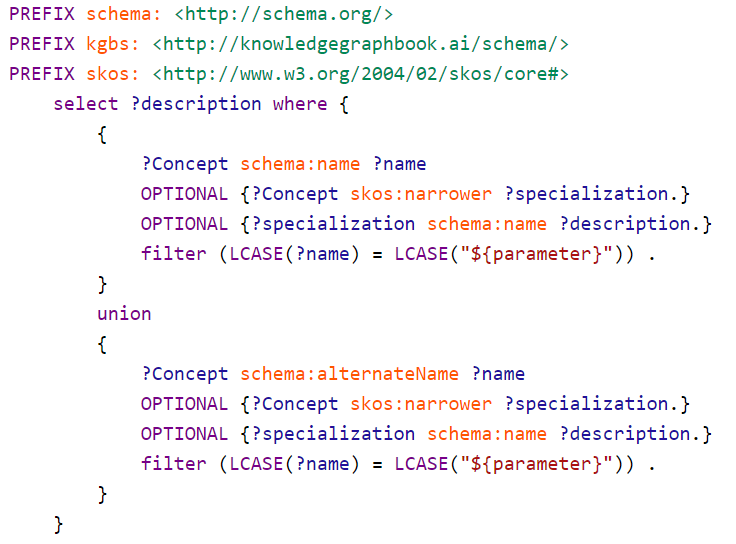 PREFIX schema: <http://schema.org/>
PREFIX kgbs: <http://knowledgegraphbook.ai/schema/>
PREFIX skos: <http://www.w3.org/2004/02/skos/core#>
    select ?description where {
        {
            ?Concept schema:name ?name
            OPTIONAL {?Concept skos:narrower ?specialization.}
            OPTIONAL {?specialization schema:name ?description.}
            filter (LCASE(?name) = LCASE("${parameter}")) .
        }
        union
        {
            ?Concept schema:alternateName ?name
            OPTIONAL {?Concept skos:narrower ?specialization.}
            OPTIONAL {?specialization schema:name ?description.}
            filter (LCASE(?name) = LCASE("${parameter}")) .
        }
    }